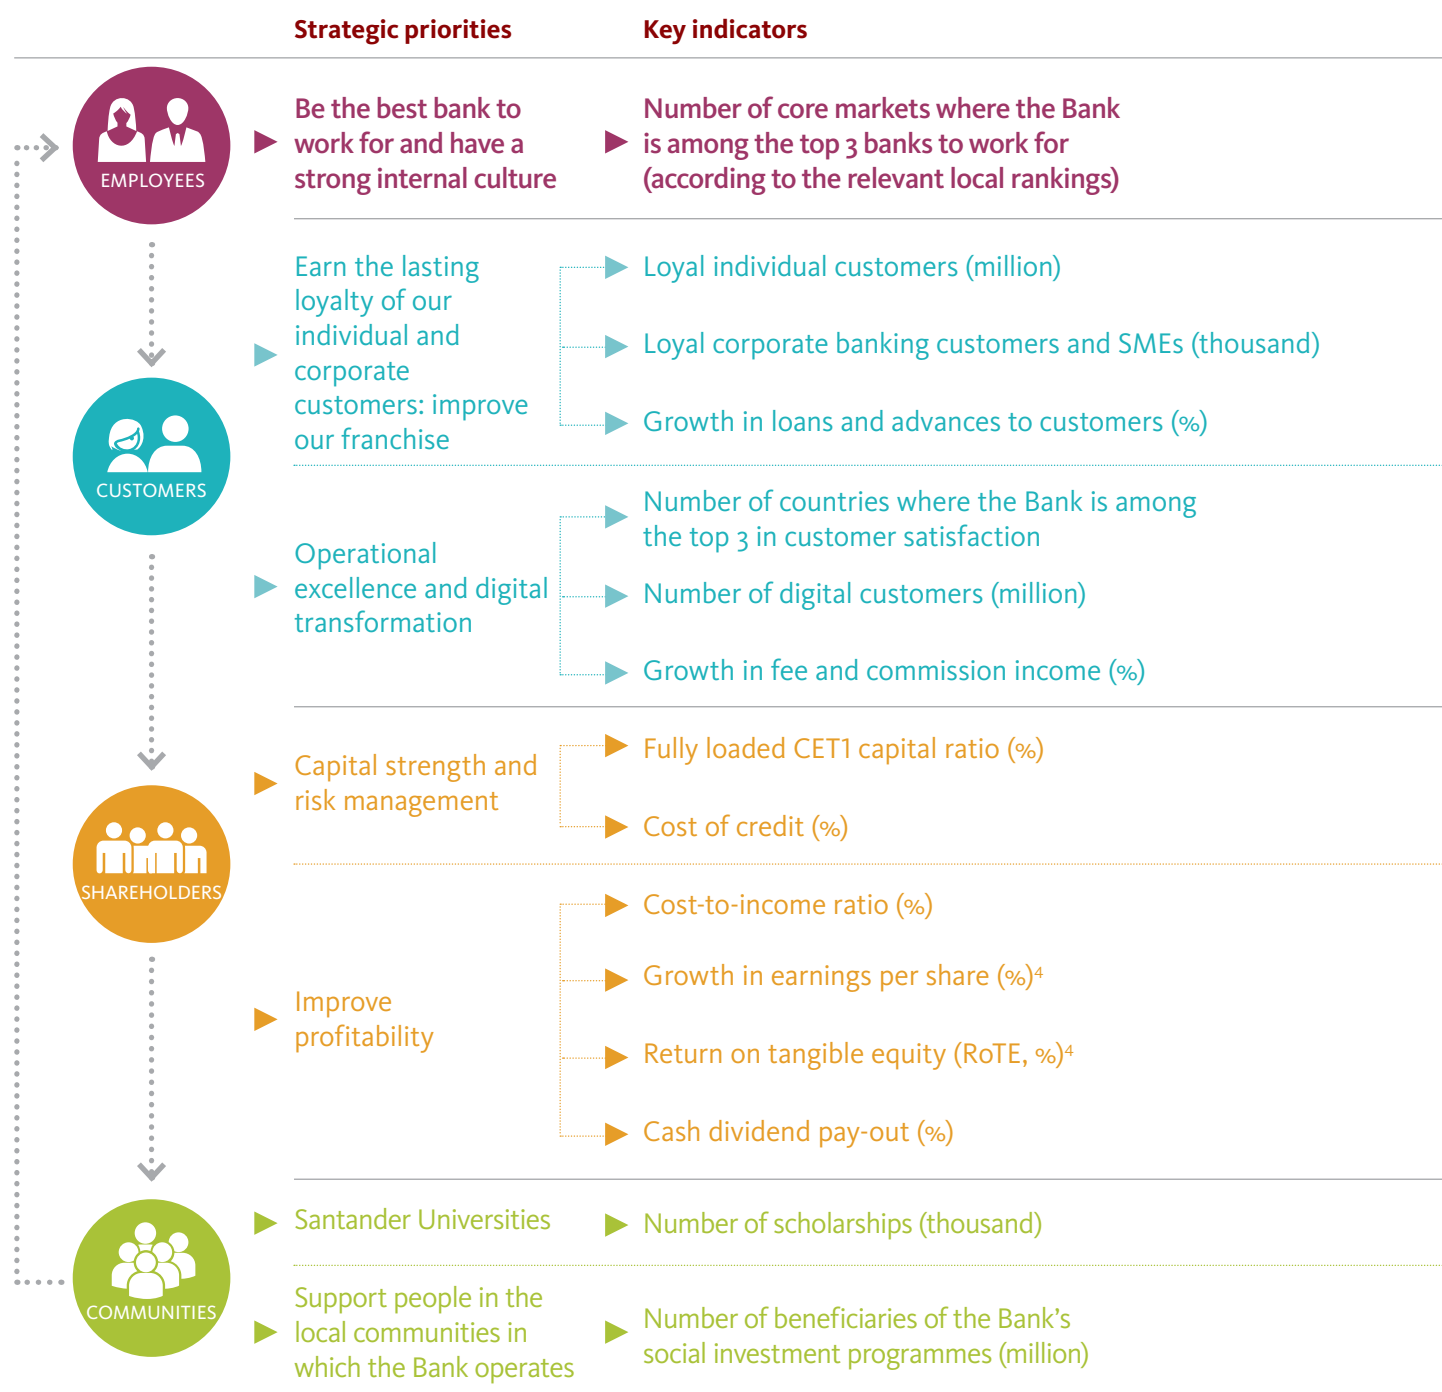 Strategic priorities
Key indicators
EMPLOYEES
Be the best bank to
work for and have a
strong internal culture
Number of core markets where the Bank
is among the top 3 banks to work for
(according to the relevant local rankings)
CUSTOMERS
Earn the lasting
loyalty of our
individual and
corporate
customers: improve
our franchise
Loyal individual customers (million)
Loyal corporate banking customers and SMEs (thousand)
Growth in loans and advances to customers (%)
Operational
excellence and digital
transformation
Number of countries where the Bank is among
the top 3 in customer satisfaction
Number of digital customers (million)
Growth in fee and commission income (%)
SHAREHOLDERS
Capital strength and
risk management
Fully loaded CET1 capital ratio (%)
Cost of credit (%)
Improve
profitability
Cost-to-income ratio (%)
Growth in earnings per share (%)⁴
Return on tangible equity (RoTE, %)⁴
Cash dividend pay-out (%)
COMMUNITIES
Santander Universities
Number of scholarships (thousand)
Support people in the
local communities in
which the Bank operates
Number of beneficiaries of the Bank’s
social investment programmes (million)